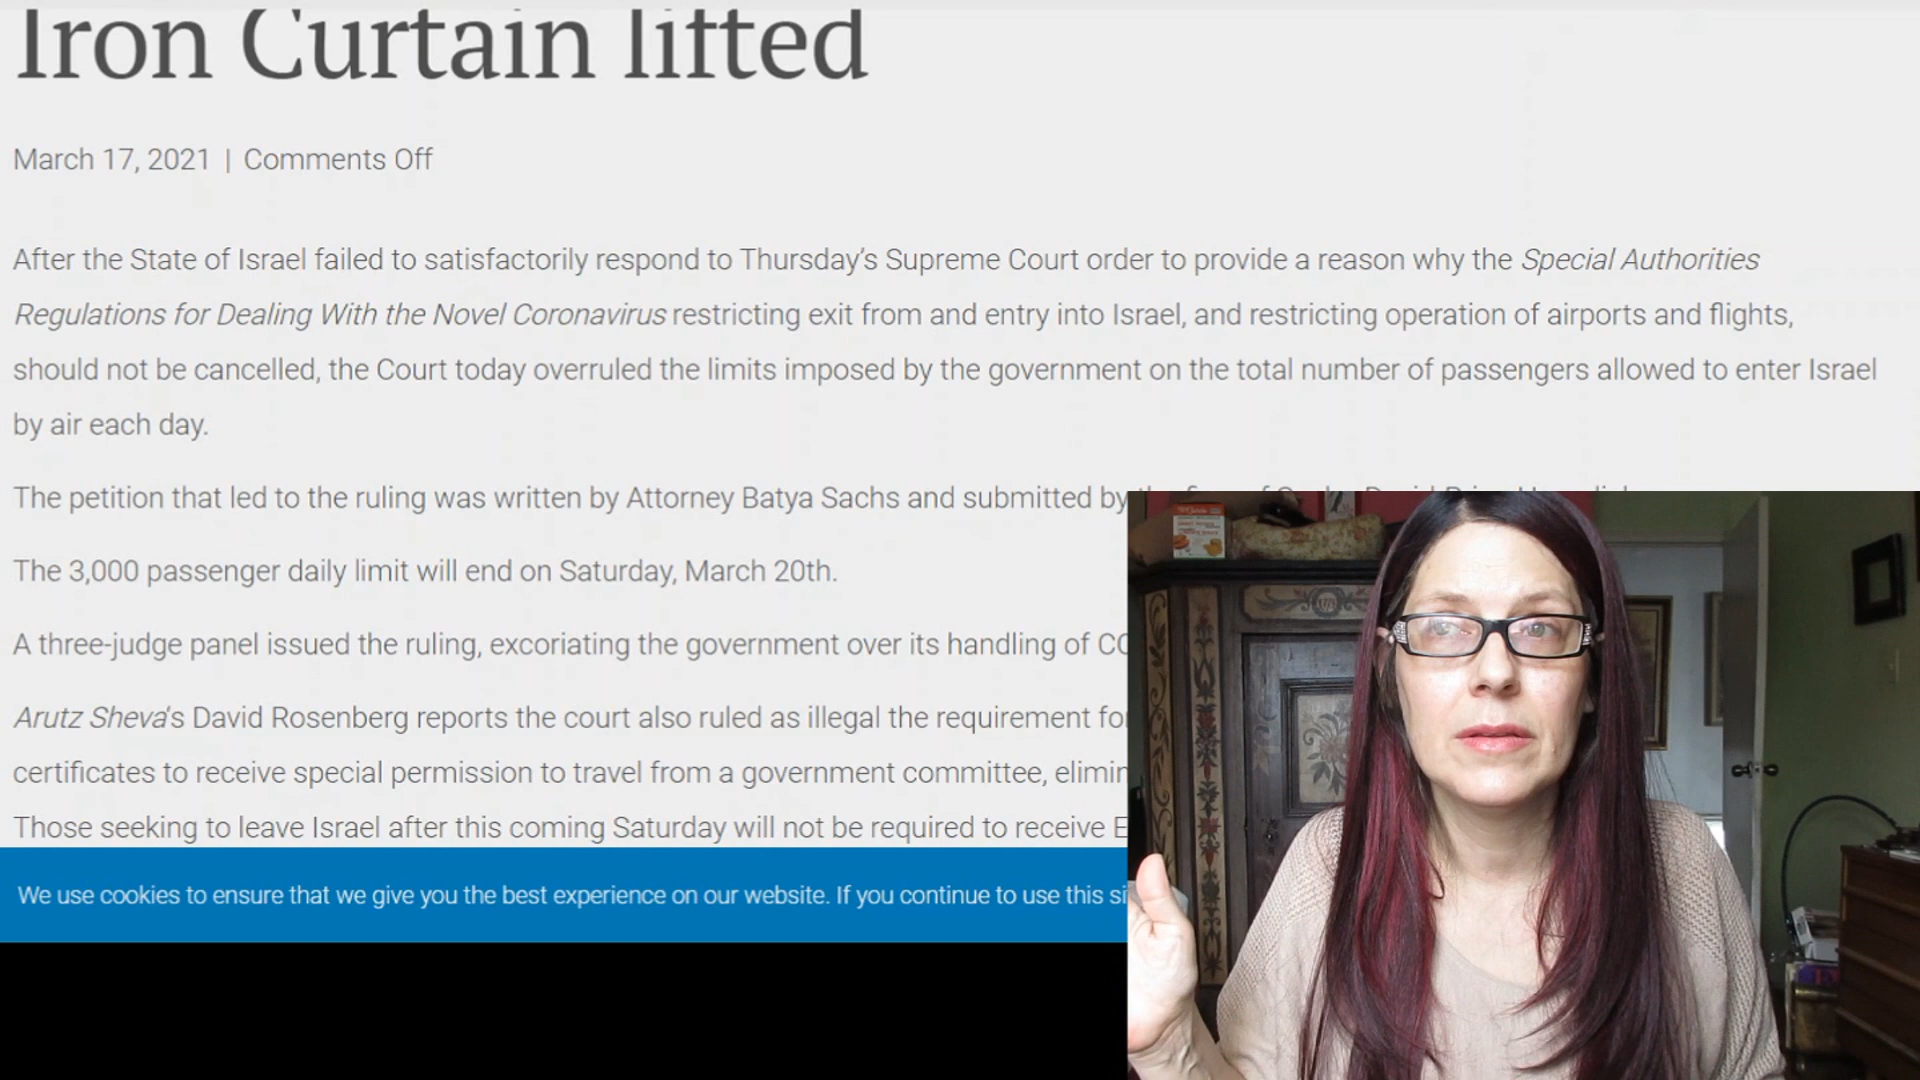 Iron Curtain lifted
March 17, 2021 | Comments Off
After the State of Israel failed to satisfactorily respond to Thursday’s Supreme Court order to provide a reason why the Special Authorities
Regulations for Dealing With the Novel Coronavirus restricting exit from and entry into Israel, and restricting operation of airports and flights,
should not be cancelled, the Court today overruled the limits imposed by the government on the total number of passengers allowed to enter Israel
by air each day.
The petition that led to the ruling was written by Attorney Batya Sachs and submitted by
The 3,000 passenger daily limit will end on Saturday, March 20th.
A three-judge panel issued the ruling, excoriating the government over its handling of
Arutz Sheva‘s David Rosenberg reports the court also ruled as illegal the requirement
certificates to receive special permission to travel from a government committee,
Those seeking to leave Israel after this coming Saturday will not be required to receive
We use cookies to ensure that we give you the best experience on our website. If you continue to use this